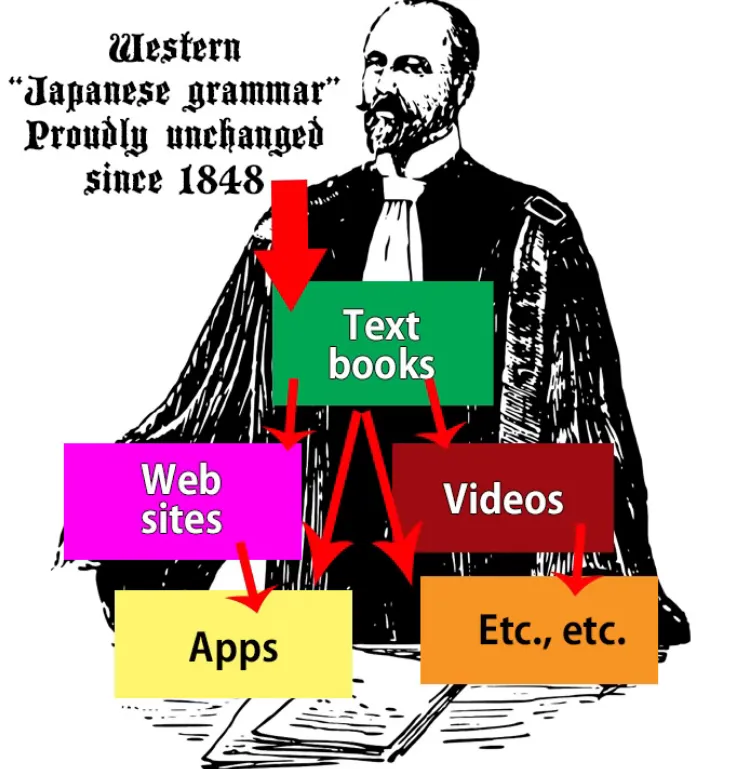 Western
“Japanese grammar”
Proudly unchanged
since 1848
Text
books
Web
sites
Videos
Apps
Etc., etc.